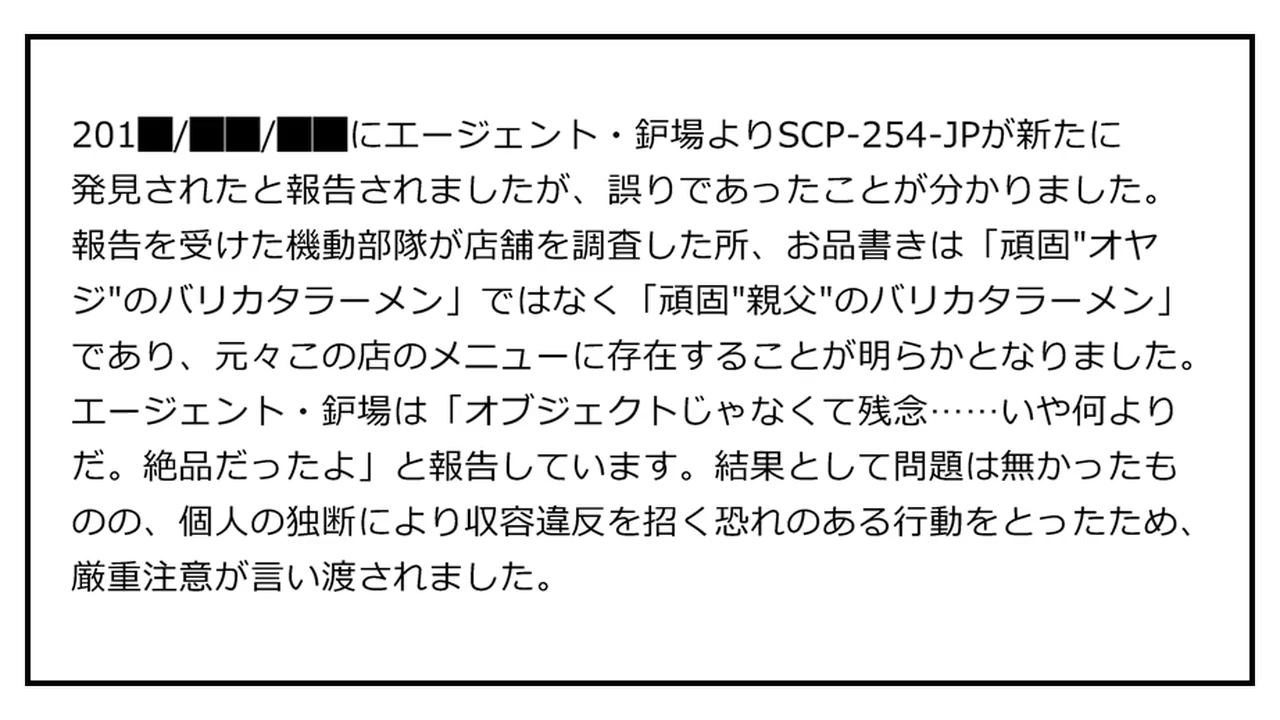 201█/██/██にエージェント・鈩場よりSCP-254-JPが新たに
発見されたと報告されましたが、誤りであったことが分かりました。
報告を受けた機動部隊が店舗を調査した所、お品書きは「頑固"オヤ
ジ"のバリカタラーメン」ではなく「頑固"親父"のバリカタラーメン」
であり、元々この店のメニューに存在することが明らかとなりました。
エージェント・鈩場は「オブジェクトじゃなくて残念……いや何より
だ。絶品だったよ」と報告しています。結果として問題は無かったも
のの、個人の独断により収容違反を招く恐れのある行動をとったため、
厳重注意が言い渡されました。